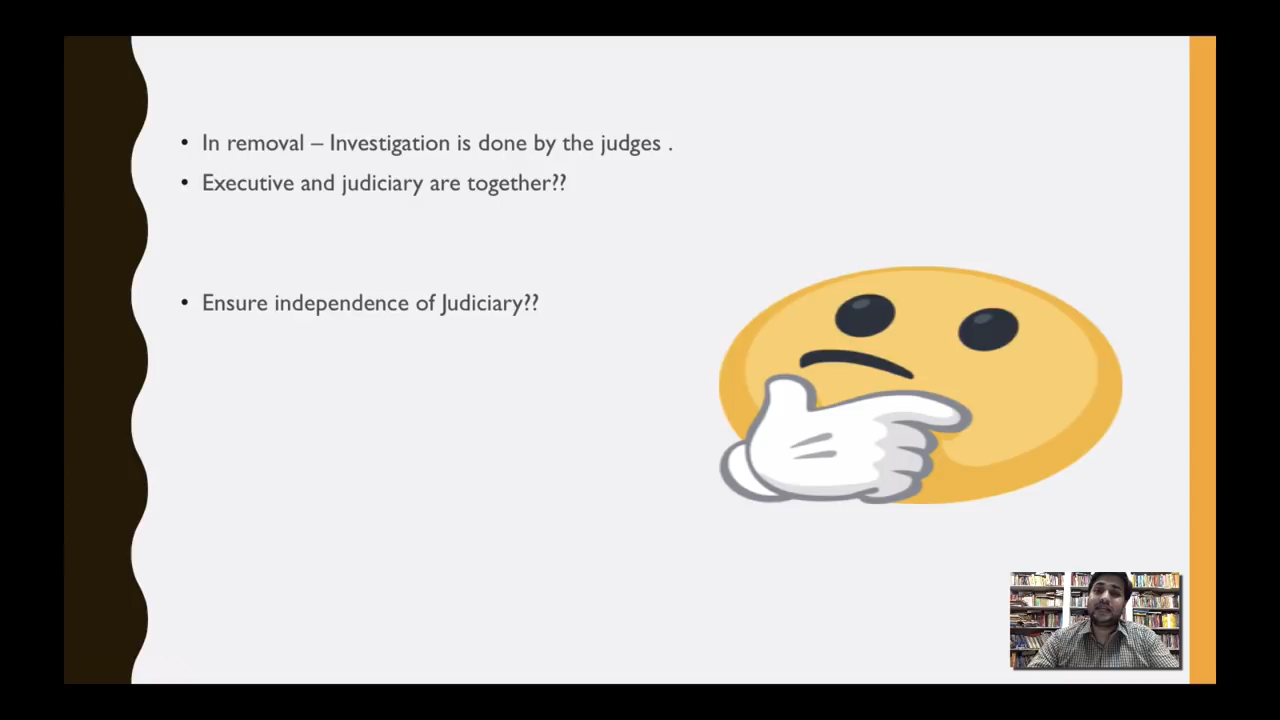 • In removal – Investigation is done by the judges .
• Executive and judiciary are together??
• Ensure independence of Judiciary??